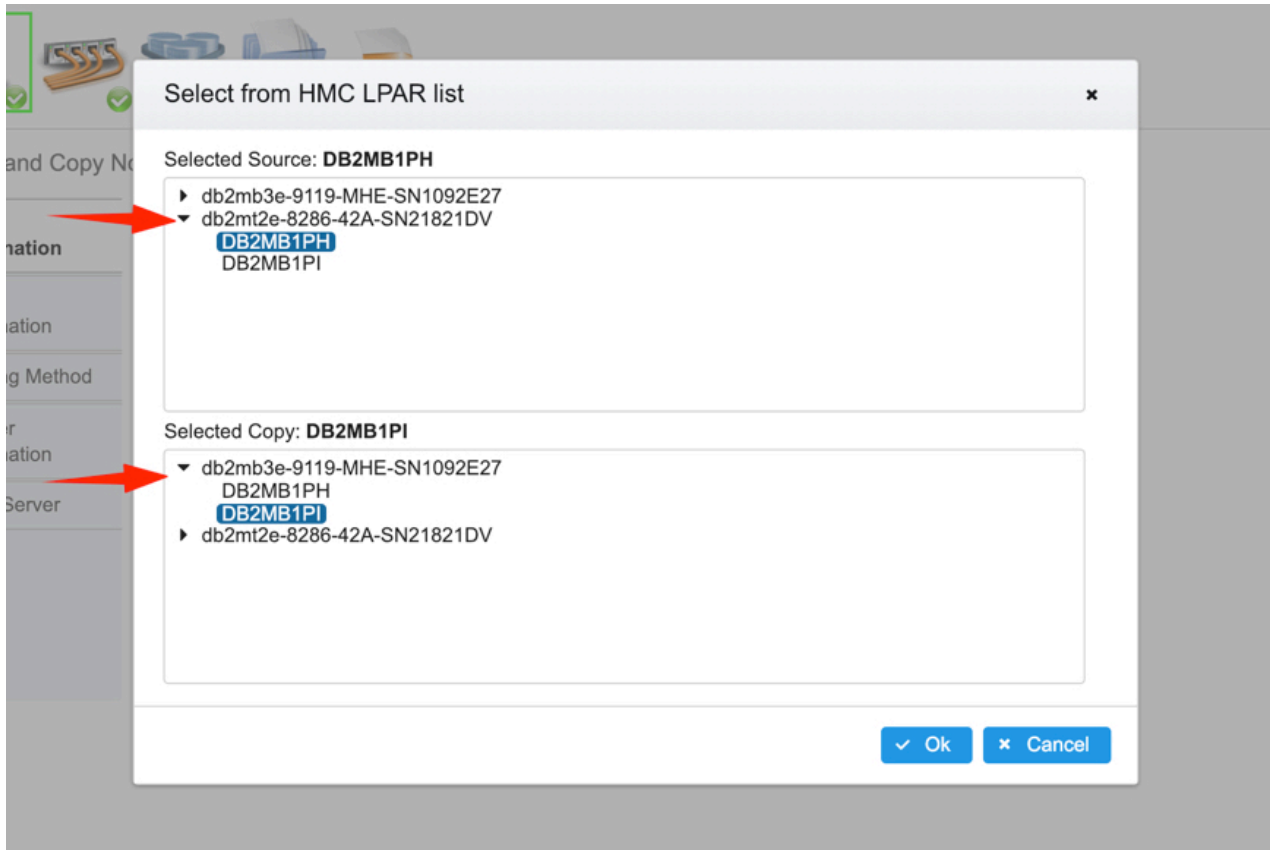 Select from HMC LPAR list
and Copy No
Selected Source: DB2MB1PH
db2mb3e-9119-MHE-SN1092E27
db2mt2e-8286-42A-SN21821DV
DB2MB1PH
DB2MB1PI
nation
ation
g Method
r
ation
Server
Selected Copy: DB2MB1PI
db2mb3e-9119-MHE-SN1092E27
DB2MB1PH
DB2MB1PI
db2mt2e-8286-42A-SN21821DV
Ok
Cancel